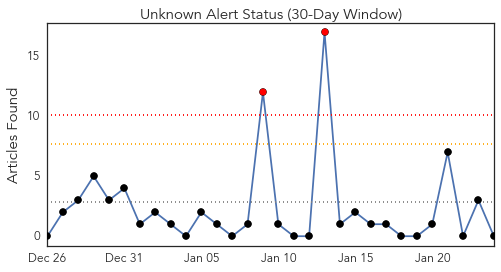 Unknown Alert Status (30-Day Window)
Articles Found
15
10
5
0
Dec 26
Dec 31
Jan 05
Jan 10
Jan 15
Jan 20